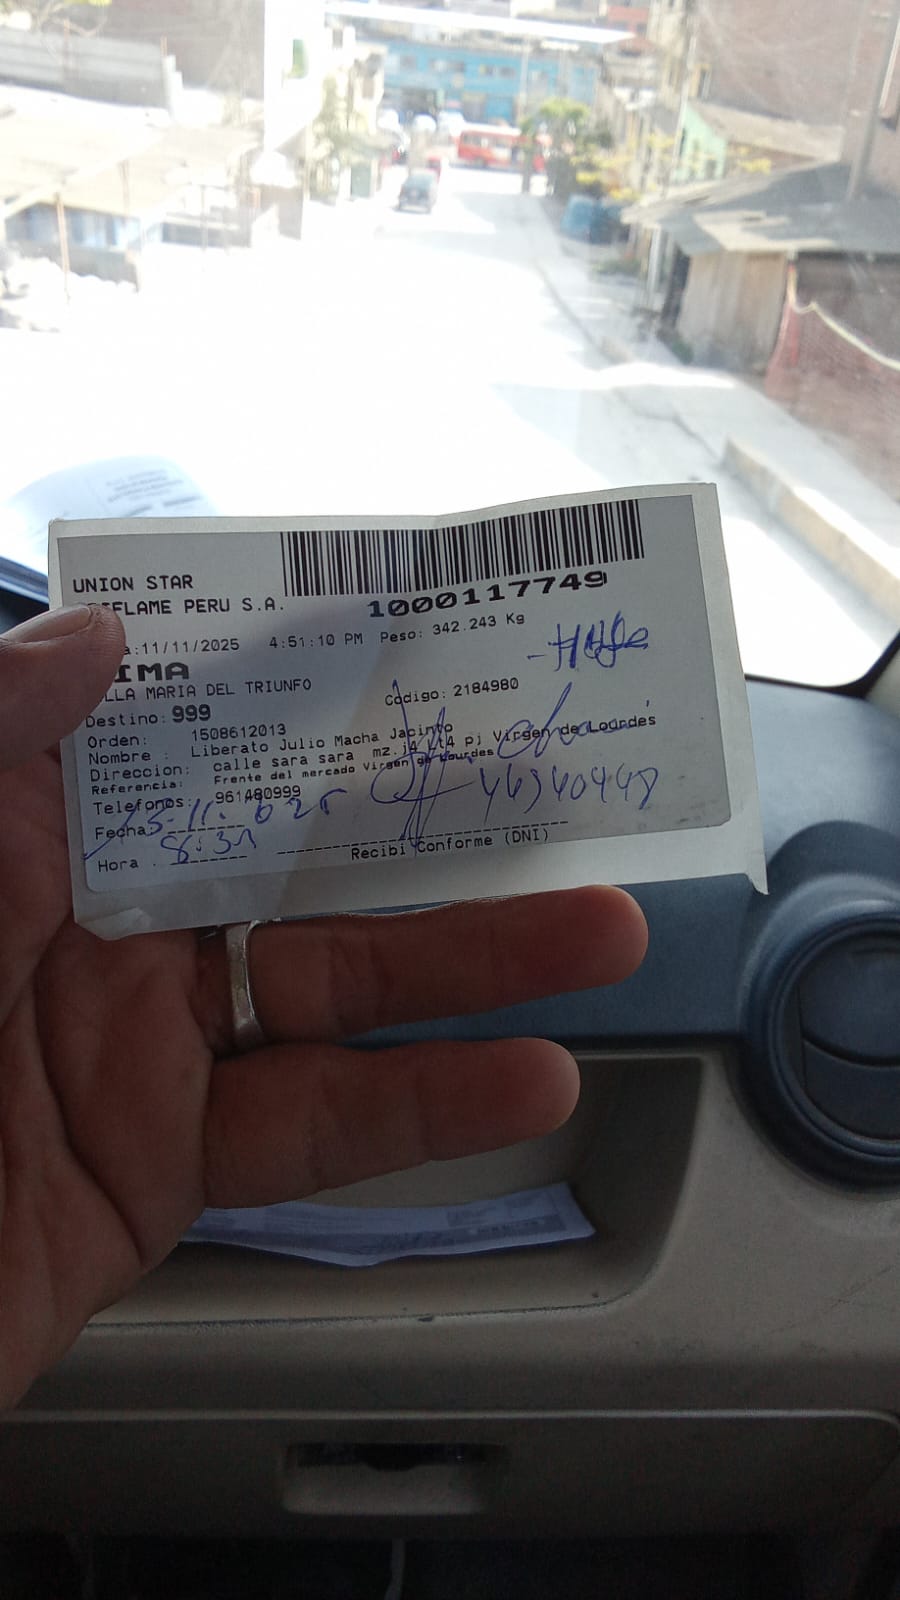 UNION STAR
FLAME PERU S.A.
1000117749
a:11/11/2025 4:51:10 PM Peso: 342.243 Kg
IMA
LLA MARIA DEL TRIUNFO
Codigo: 2184980
Destino: 999
Orden: 1508612013
Nombre : Liberato Julio Macha Jacinto
Direccion: calle sara sara mz.j4 Lt4 pj Virgen de Lourdes
Referencia: Frente del mercado Virgen de Lourdes
Telefonos: 961480999
Fecha:
Hora :
Recibi Conforme (DNI)